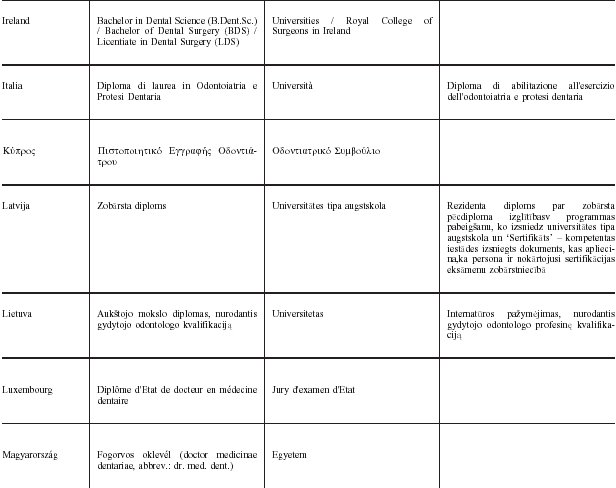 Ireland
Bachelor in Dental Science (B.Dent.Sc.)
/ Bachelor of Dental Surgery (BDS) /
Licentiate in Dental Surgery (LDS)
Universities / Royal College of
Surgeons in Ireland
Italia
Diploma di laurea in Odontoiatria e
Protesi Dentaria
Università
Diploma di abilitazione all'esercizio
dell'odontoiatria e protesi dentaria
Κύπρος
Πιστοποιητικό Εγγραφής Οδοντιά-
τρου
Οδοντιατρικό Συμβούλιο
Latvija
Zobārsta diploms
Universitātes tipa augstskola
Rezidenta diploms par zobārsta
pēcdiploma izglītībasv programmas
pabeigšanu, ko izsniedz universitātes tipa
augstskola un ‘Sertifikāts’ – kompetentas
iestādes izsniegts dokuments, kas apliecі-
na,ka persona ir nokārtojusi sertifikācijas
eksāmenu zobārstniecībā
Lietuva
Aukštojo mokslo diplomas, nurodantis
gydytojo odontologo kvalifikaciją
Universitetas
Internatūros pažymėjimas, nurodantis
gydytojo odontologo profesinę kvalifika-
ciją
Luxembourg
Diplôme d'Etat de docteur en médecine
dentaire
Jury d'examen d'Etat
Magyarország
Fogorvos oklevél (doctor medicinae
dentariae, abbrev.: dr. med. dent.)
Egyetem